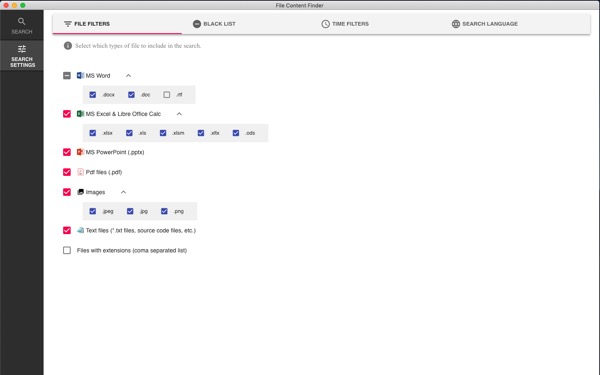 File Content Finder
FILE FILTERS BLACK LIST TIME FILTERS SEARCH LANGUAGE
SEARCH
SEARCH
SETTINGS
Select which types of file to include in the search.
MS Word
.docx .doc .rtf
MS Excel & Libre Office Calc
.xlsx .xls .xlsm .xltx .ods
MS PowerPoint (.pptx)
Pdf files (.pdf)
Images
.jpeg .jpg .png
Text files (*.txt files, source code files, etc.)
Files with extensions (coma separated list)